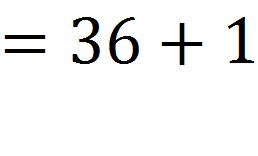 = 36 + 1